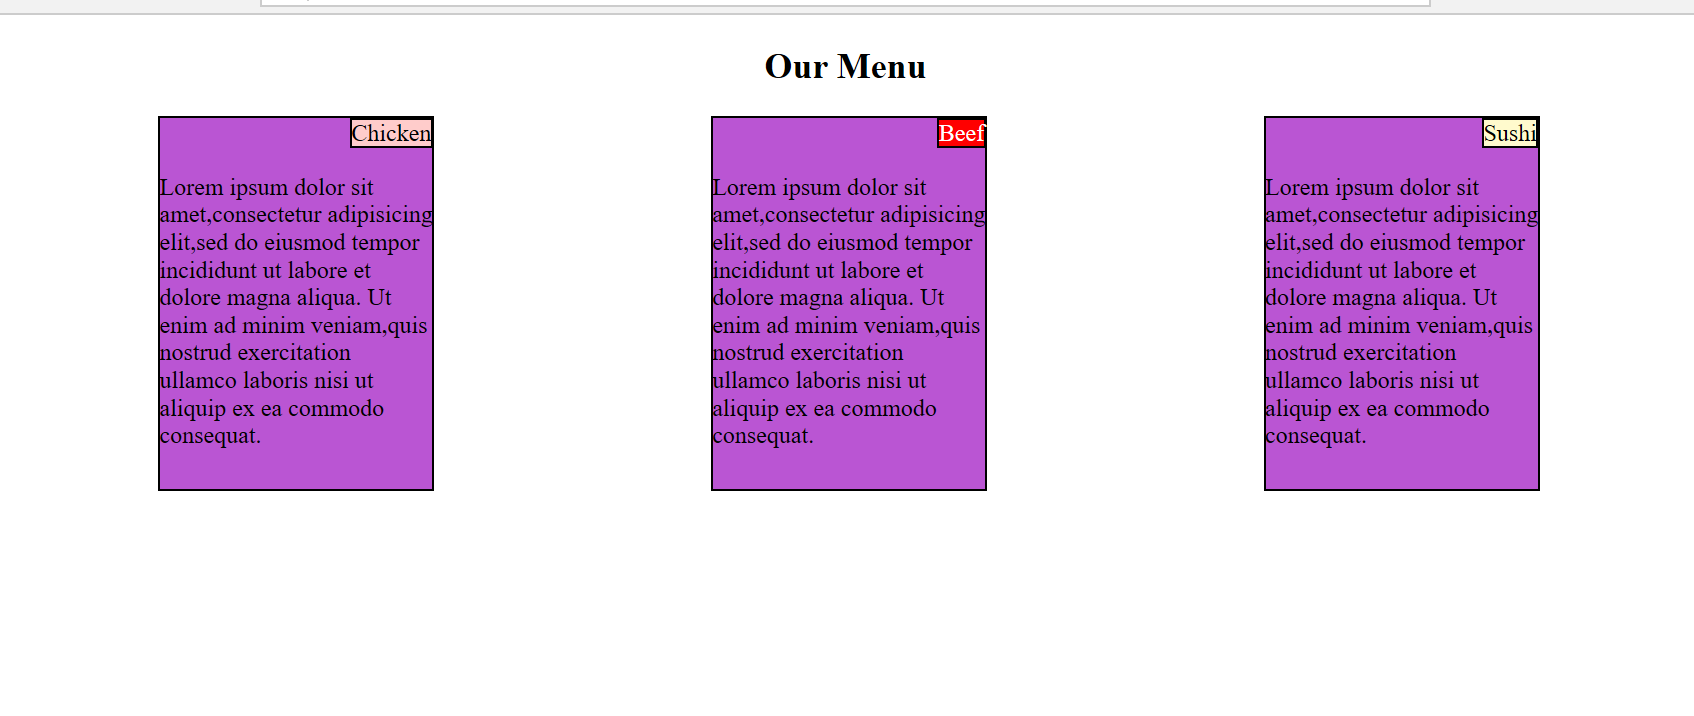 Our Menu
Chicken
Lorem ipsum dolor sit
amet,consectetur adipisicing
elit,sed do eiusmod tempor
incididunt ut labore et
dolore magna aliqua. Ut
enim ad minim veniam,quis
nostrud exercitation
ullamco laboris nisi ut
aliquip ex ea commodo
consequat.
Beef
Lorem ipsum dolor sit
amet,consectetur adipisicing
elit,sed do eiusmod tempor
incididunt ut labore et
dolore magna aliqua. Ut
enim ad minim veniam,quis
nostrud exercitation
ullamco laboris nisi ut
aliquip ex ea commodo
consequat.
Sushi
Lorem ipsum dolor sit
amet,consectetur adipisicing
elit,sed do eiusmod tempor
incididunt ut labore et
dolore magna aliqua. Ut
enim ad minim veniam,quis
nostrud exercitation
ullamco laboris nisi ut
aliquip ex ea commodo
consequat.